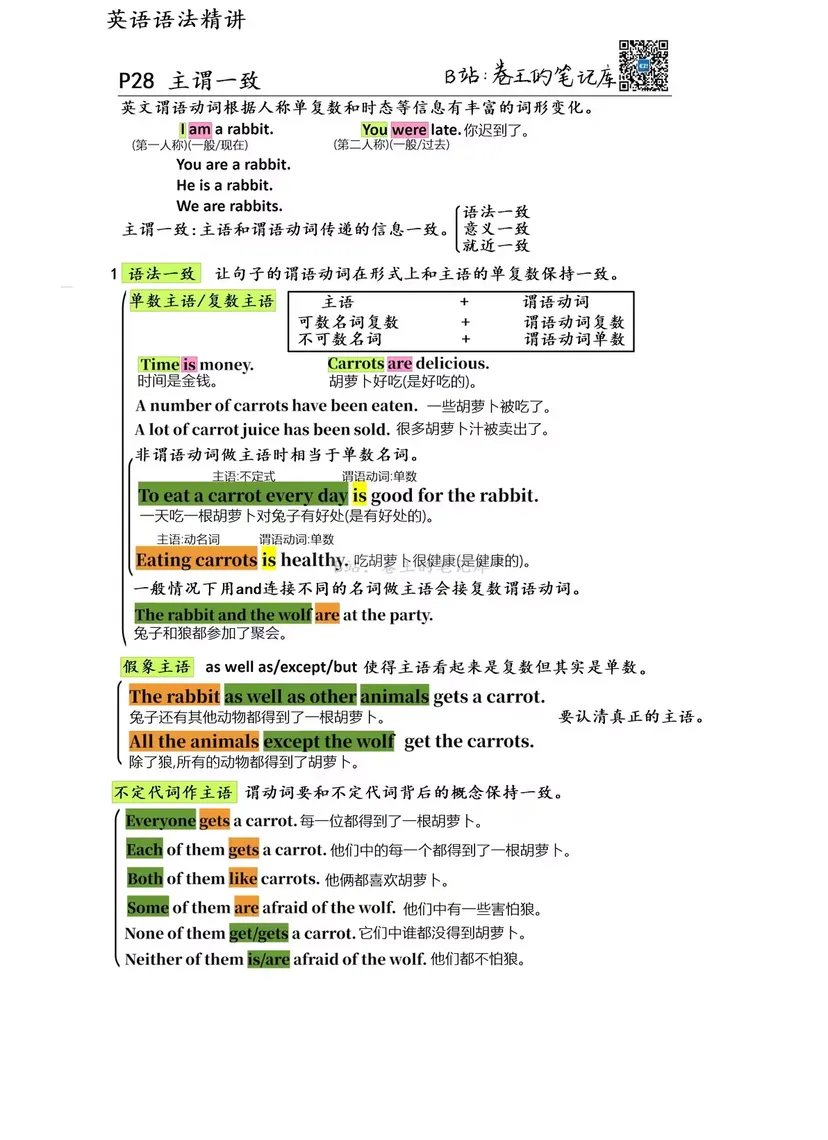 英语语法精讲
P28 主谓一致
B站:卷王的笔记库
英文谓语动词根据人称单复数和时态等信息有丰富的词形变化。
I am a rabbit. You were late.你迟到了。
(第一人称)(一般/现在) (第二人称)(一般/过去)
You are a rabbit.
He is a rabbit.
We are rabbits.
主谓一致:主语和谓语动词传递的信息一致。
语法一致
意义一致
就近一致
1 语法一致 让句子的谓语动词在形式上和主语的单复数保持一致。
单数主语/复数主语
主语 + 谓语动词
可数名词复数 + 谓语动词复数
不可数名词 + 谓语动词单数
Time is money. Carrots are delicious.
时间是金钱。 胡萝卜好吃(是好吃的)。
A number of carrots have been eaten. 一些胡萝卜被吃了。
A lot of carrot juice has been sold. 很多胡萝卜汁被卖出了。
非谓语动词做主语时相当于单数名词。
主语:不定式 谓语动词:单数
To eat a carrot every day is good for the rabbit.
一天吃一根胡萝卜对兔子有好处(是有好处的)。
主语:动名词 谓语动词:单数
Eating carrots is healthy. 吃胡萝卜很健康(是健康的)。
B站:卷王的笔记库
一般情况下用and连接不同的名词做主语会接复数谓语动词。
The rabbit and the wolf are at the party.
兔子和狼都参加了聚会。
假象主语 as well as/except/but 使得主语看起来是复数但其实是单数。
The rabbit as well as other animals gets a carrot.
兔子还有其他动物都得到了一根胡萝卜。 要认清真正的主语。
All the animals except the wolf get the carrots.
除了狼,所有的动物都得到了胡萝卜。
不定代词作主语 谓动词要和不定代词背后的概念保持一致。
Everyone gets a carrot. 每一位都得到了一根胡萝卜。
Each of them gets a carrot. 他们中的每一个都得到了一根胡萝卜。
Both of them like carrots. 他俩都喜欢胡萝卜。
Some of them are afraid of the wolf. 他们中有一些害怕狼。
None of them get/gets a carrot. 它们中谁都没得到胡萝卜。
Neither of them is/are afraid of the wolf. 他们都不怕狼。